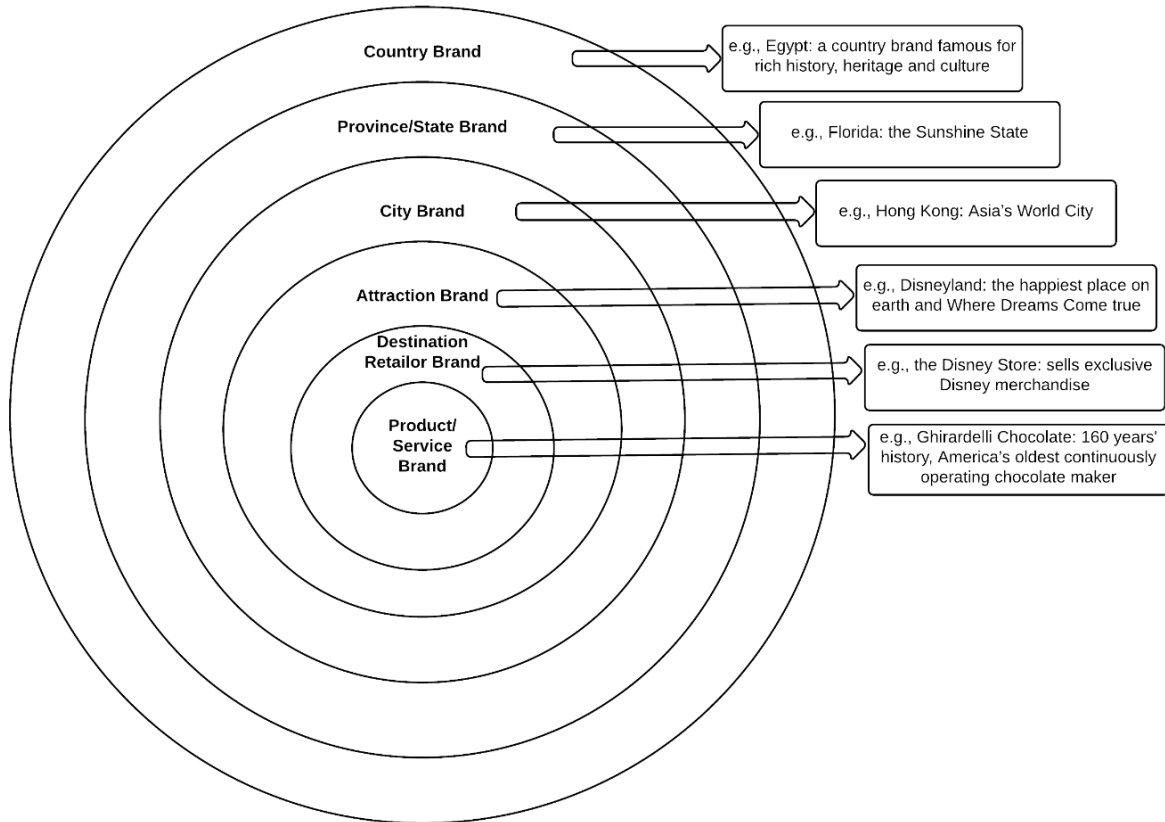 Country Brand
e.g., Egypt: a country brand famous for
rich history, heritage and culture
Province/State Brand
e.g., Florida: the Sunshine State
City Brand
e.g., Hong Kong: Asia's World City
Attraction Brand
e.g., Disneyland: the happiest place on
earth and Where Dreams Come true
Destination
Retailor Brand
e.g., the Disney Store: sells exclusive
Disney merchandise
Product/
Service
Brand
e.g., Ghirardelli Chocolate: 160 years'
history, America's oldest continuously
operating chocolate maker